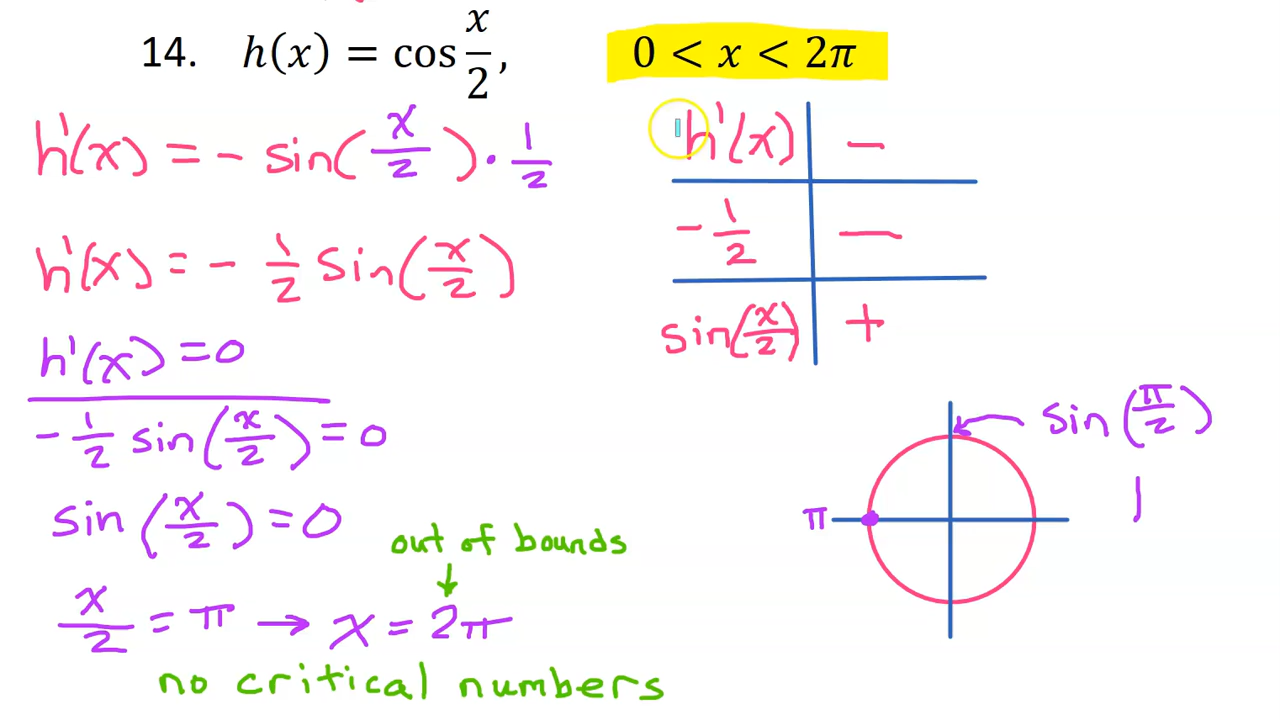 14. h(x) = cos x/2, 0 < x < 2π
h'(x) = - sin(x/2) · 1/2
h'(x) = - 1/2 sin(x/2)
h'(x) = 0
- 1/2 sin(x/2) = 0
sin(x/2) = 0
out of bounds
x/2 = π → x = 2π
no critical numbers
h'(x) -
- 1/2 -
sin(x/2) +
sin(π/2)
1
π